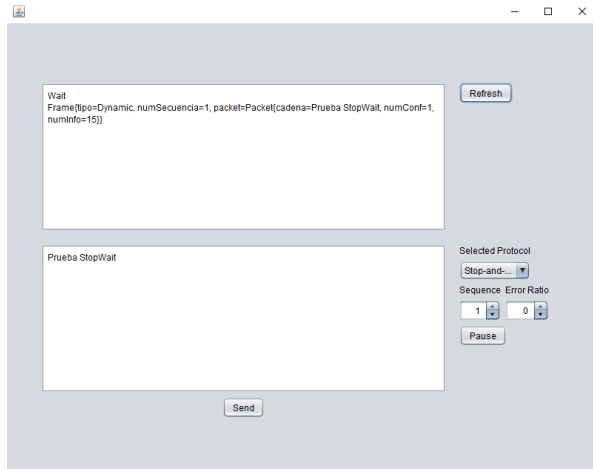 Wait
Frame{tipo=Dynamic, numSecuencia=1, packet=Packet{cadena=Prueba StopWait, numConf=1,
numInfo=15}}
Refresh
Prueba StopWait
Selected Protocol
Stop-and-...
Sequence Error Ratio
1 0
Pause
Send